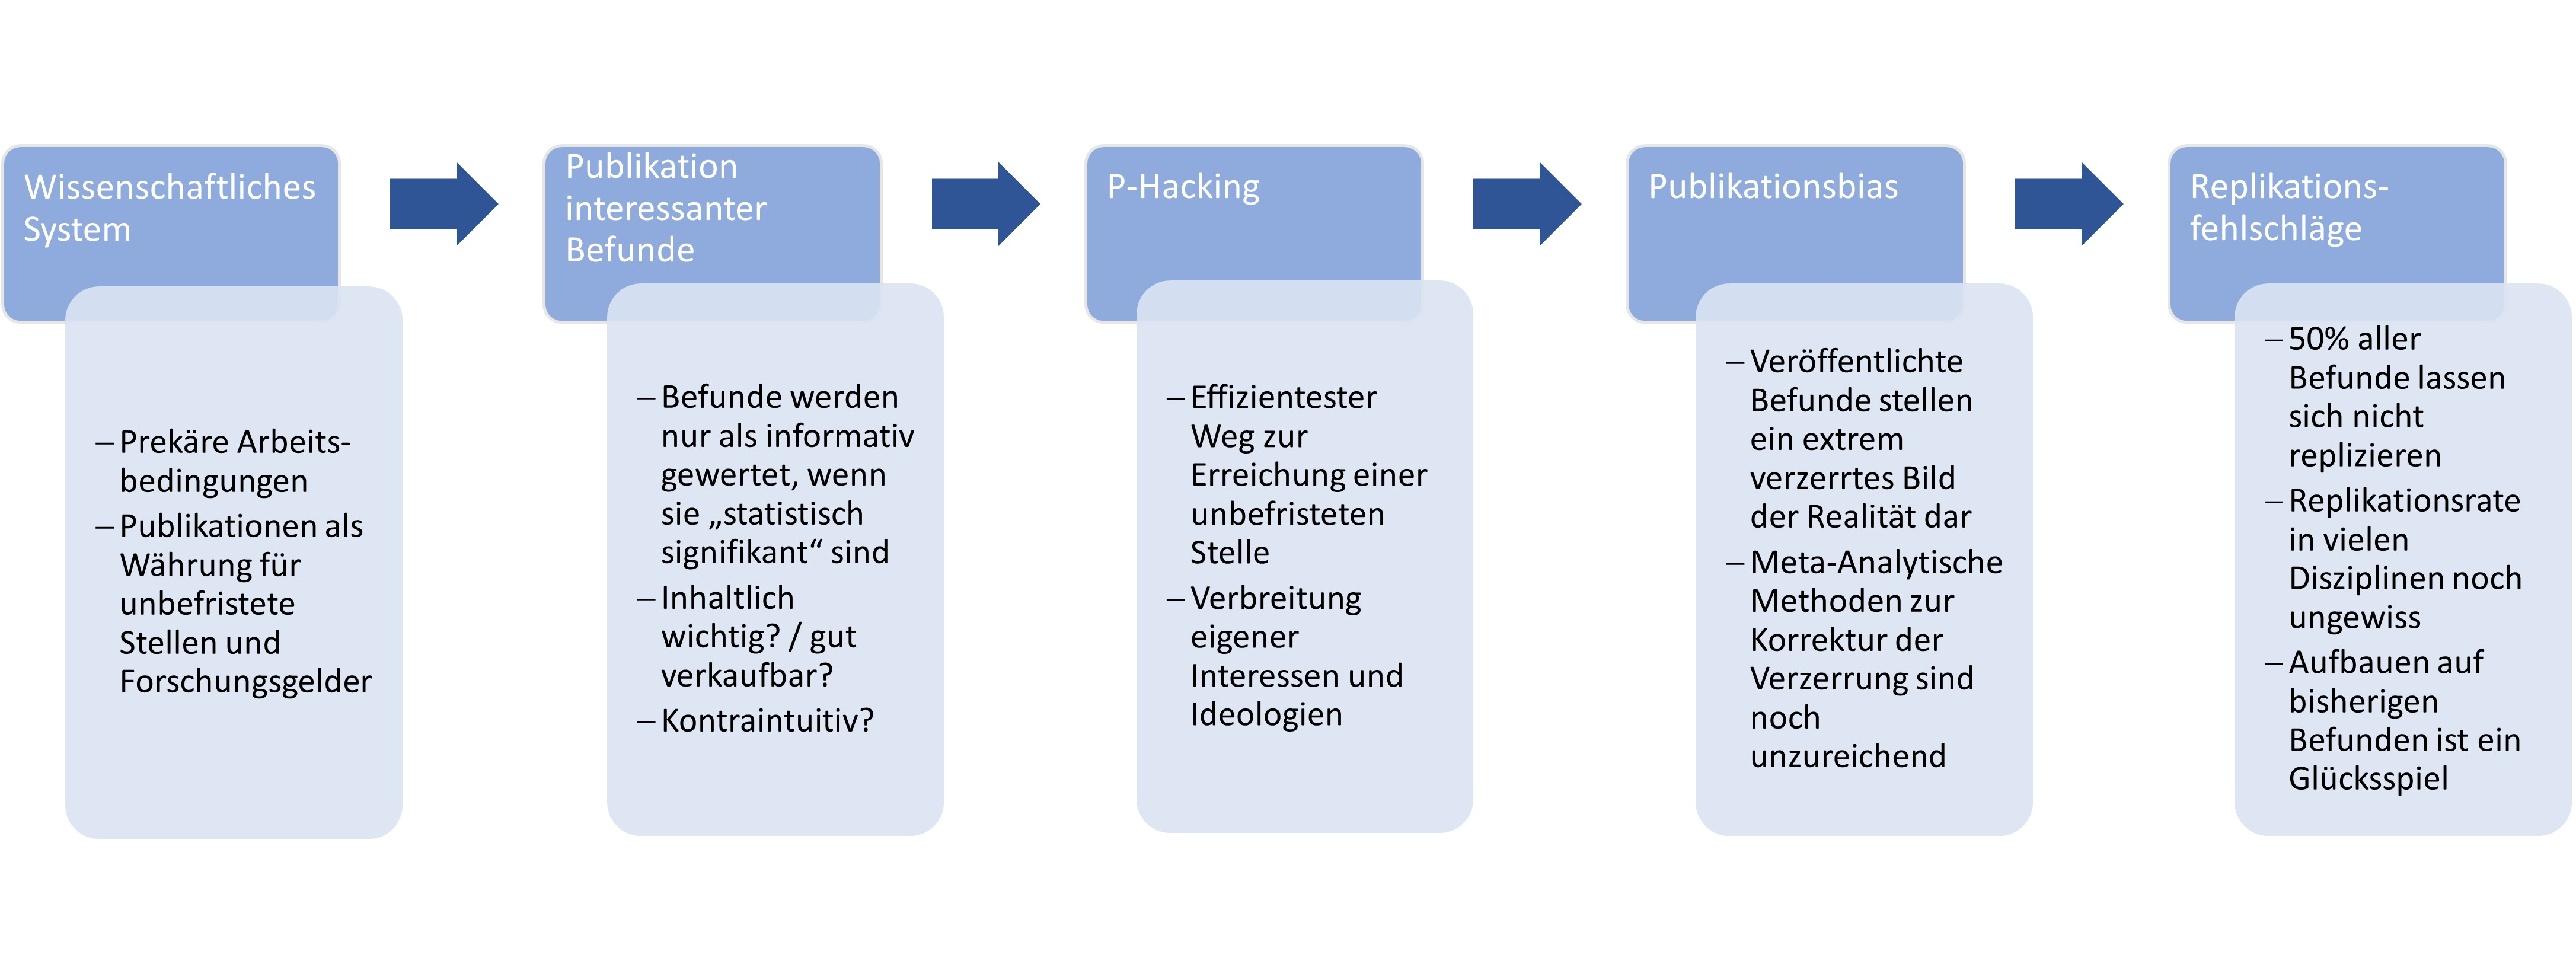 Wissenschaftliches
System
– Prekäre Arbeits-
bedingungen
– Publikationen als
Währung für
unbefristete
Stellen und
Forschungsgelder
Publikation
interessanter
Befunde
– Befunde werden
nur als informativ
gewertet, wenn
sie „statistisch
signifikant“ sind
– Inhaltlich
wichtig? / gut
verkaufbar?
– Kontraintuitiv?
P-Hacking
– Effizientester
Weg zur
Erreichung einer
unbefristeten
Stelle
– Verbreitung
eigener
Interessen und
Ideologien
Publikationsbias
– Veröffentlichte
Befunde stellen
ein extrem
verzerrtes Bild
der Realität dar
– Meta-Analytische
Methoden zur
Korrektur der
Verzerrung sind
noch
unzureichend
Replikations-
fehlschläge
– 50% aller
Befunde lassen
sich nicht
replizieren
– Replikationsrate
in vielen
Disziplinen noch
ungewiss
– Aufbauen auf
bisherigen
Befunden ist ein
Glücksspiel